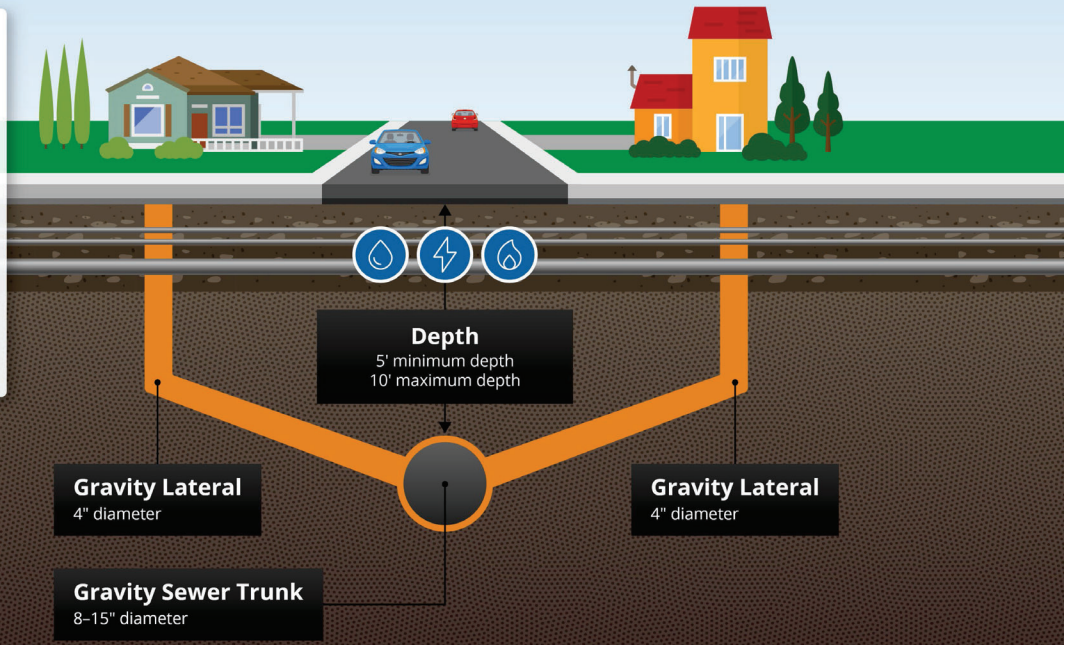 Depth
5' minimum depth
10' maximum depth
Gravity Lateral
4" diameter
Gravity Lateral
4" diameter
Gravity Sewer Trunk
8–15" diameter